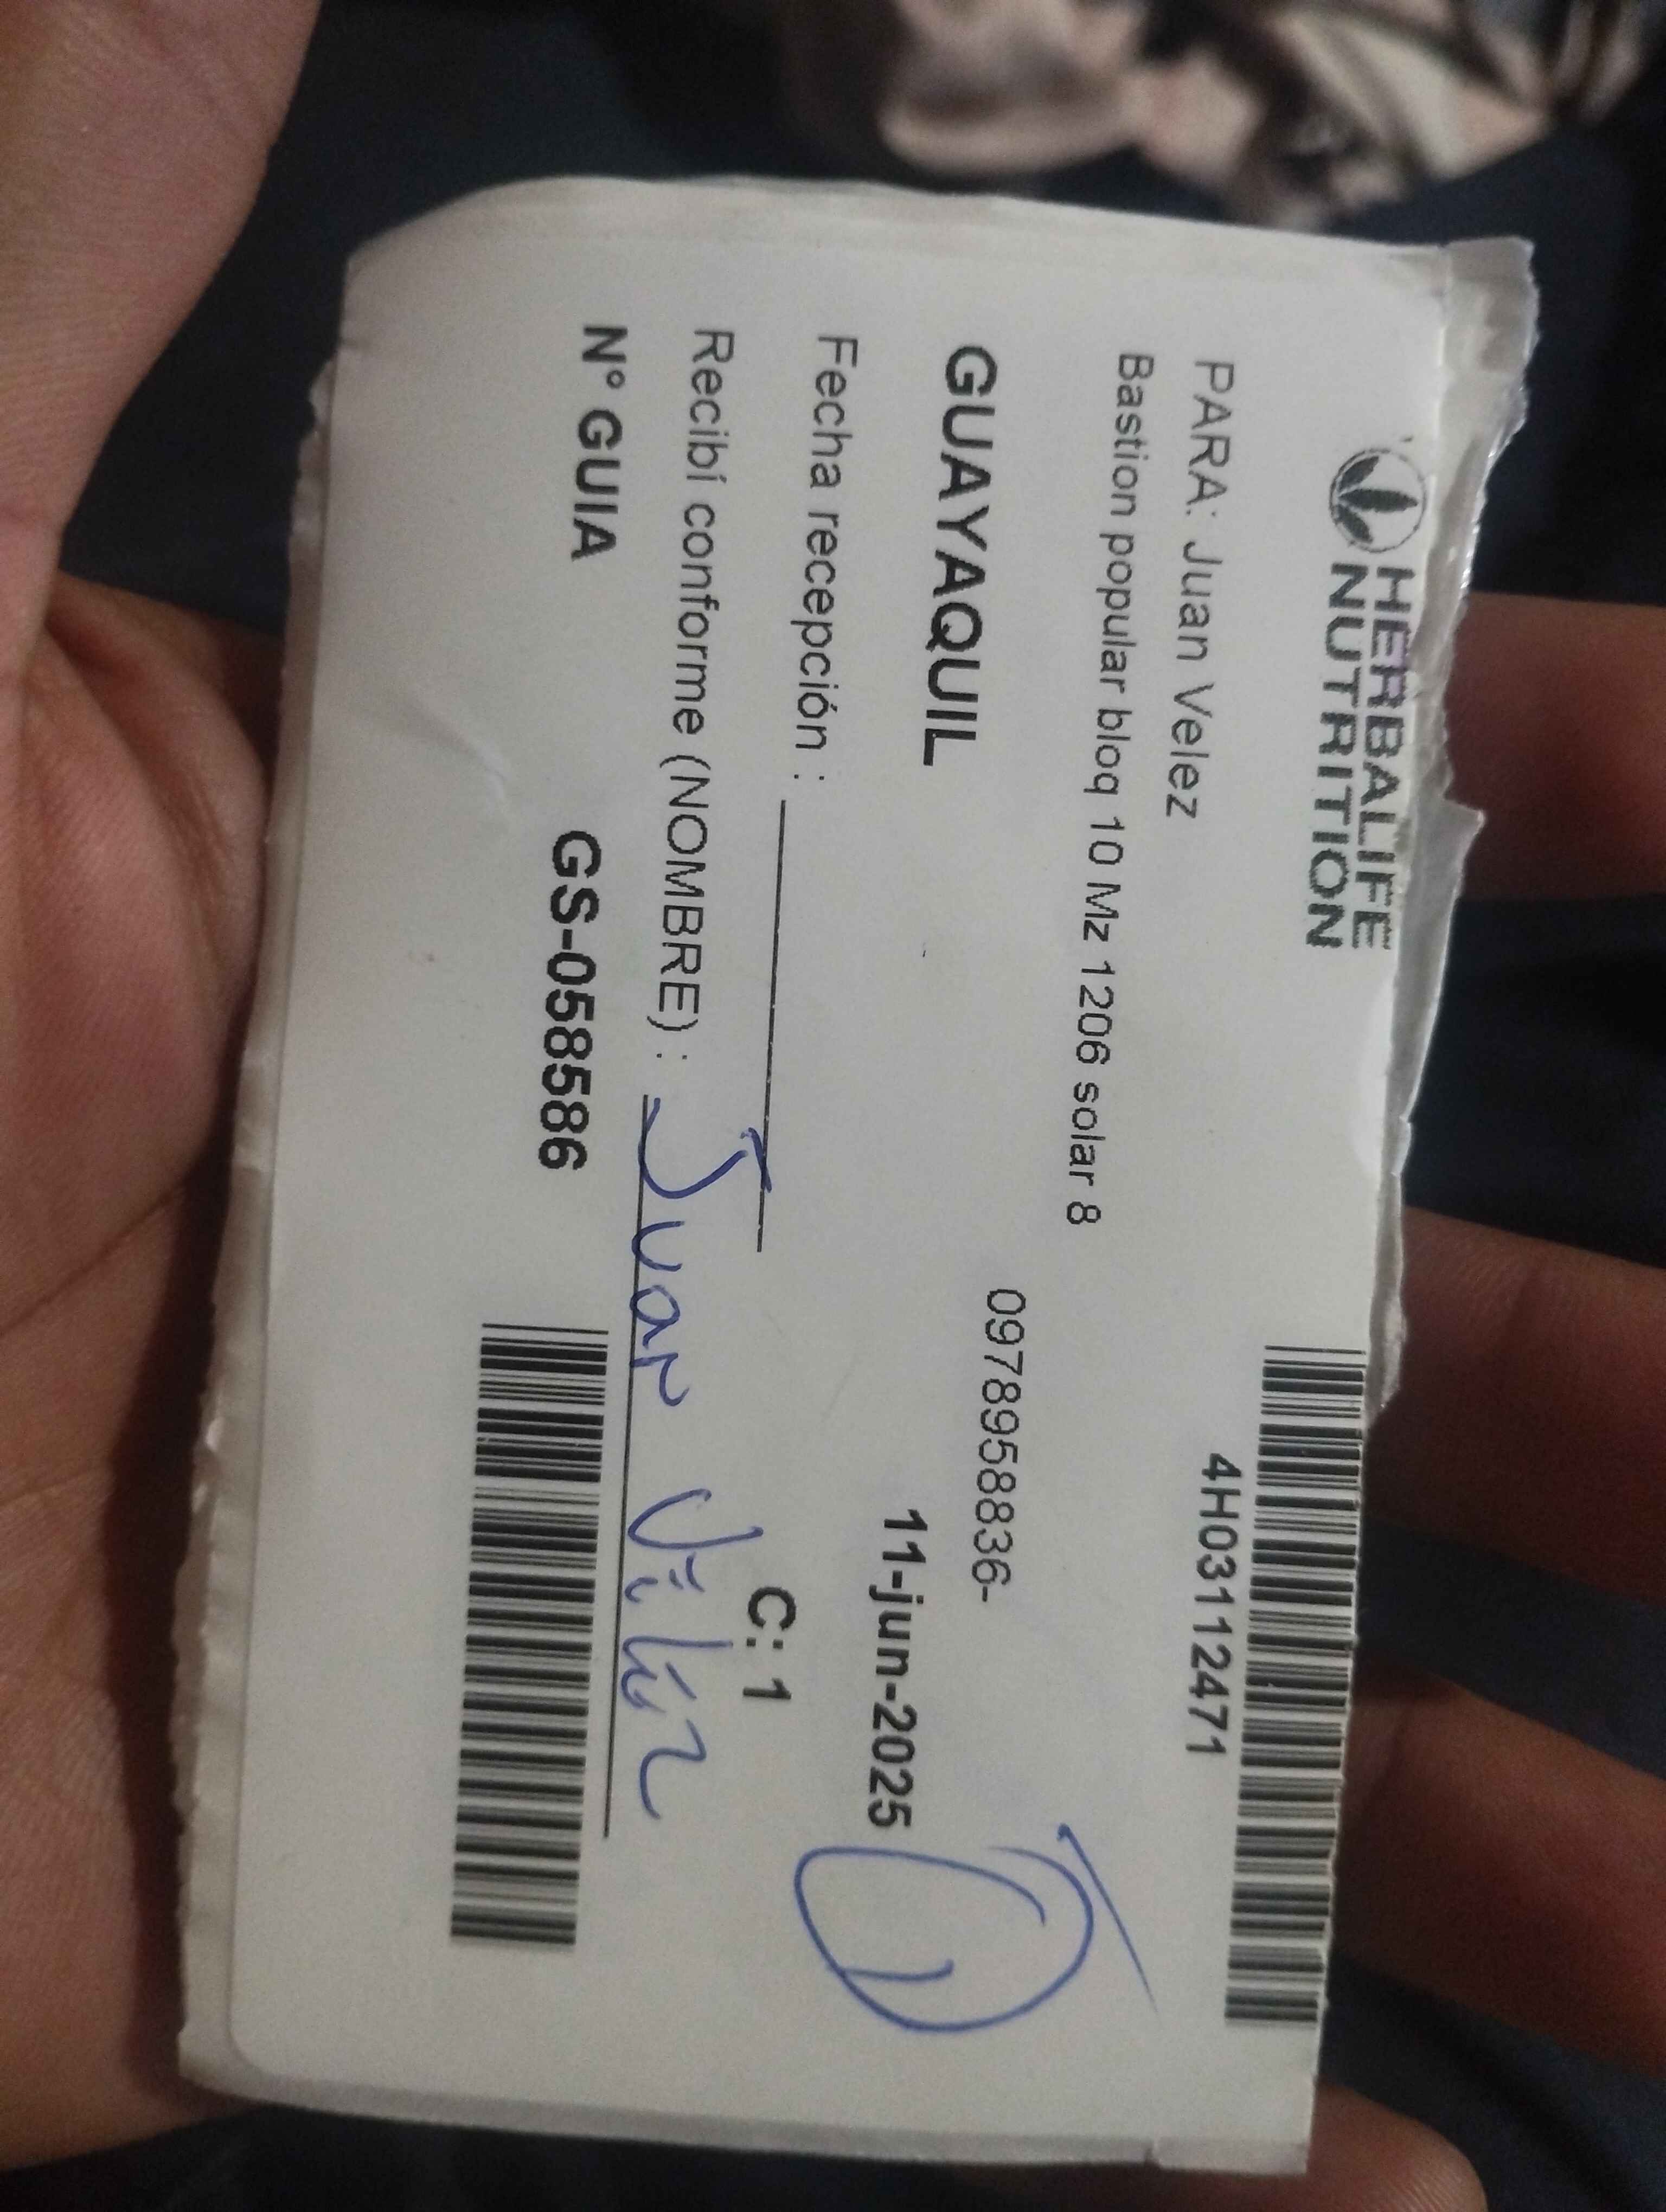 HERBALIFE
NUTRITION
4H03112471
PARA: Juan Velez
Bastion popular bloq 10 Mz 1206 solar 8
0978958836-
GUAYAQUIL
11-jun-2025
Fecha recepción :
C: 1
Recibí conforme (NOMBRE) : Juan Vélez
N° GUIA GS-058586